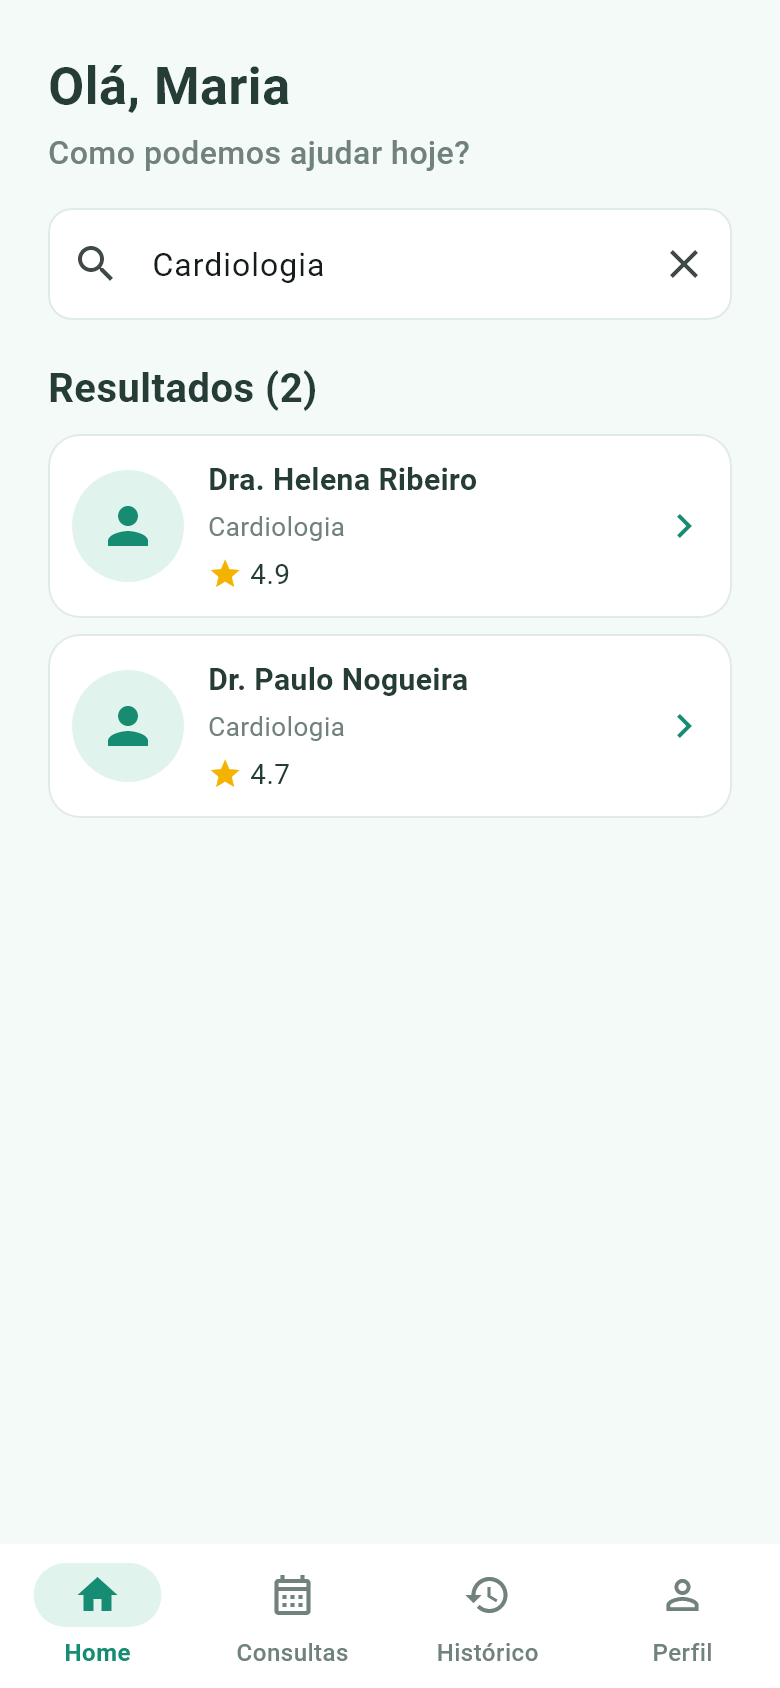 Olá, Maria
Como podemos ajudar hoje?
Cardiologia
Resultados (2)
Dra. Helena Ribeiro
Cardiologia
4.9
Dr. Paulo Nogueira
Cardiologia
4.7
Home
Consultas
Histórico
Perfil